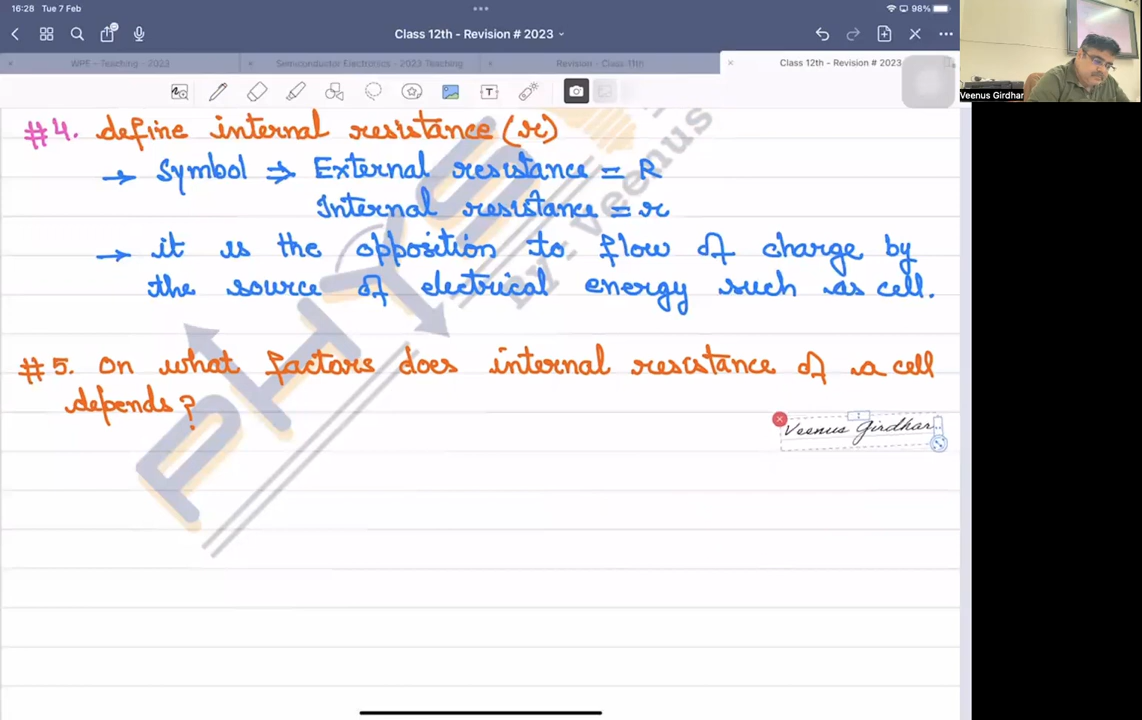 16:28 Tue 7 Feb
98%
Class 12th - Revision # 2023
WPE - Teaching - 2023
Semiconductor Electronics - 2023 Teaching
Revision - Class 11th
Class 12th - Revision # 2023
Veenus Girdhar
#4. define internal resistance (r)
→ Symbol ⇒ External resistance = R
Internal resistance = r
→ it is the opposition to flow of charge by
the source of electrical energy such as cell.
#5. On what factors does internal resistance of a cell
depends?
Veenus Girdhar
PHYS
By: Veenus